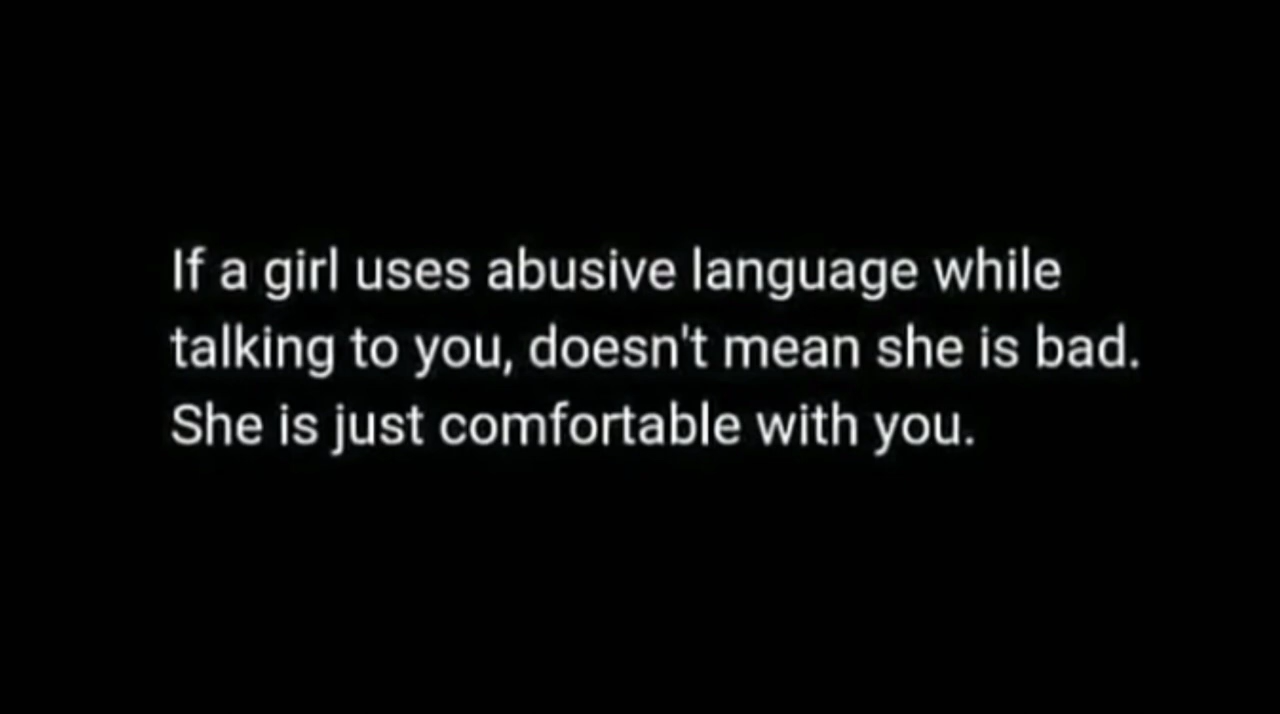 If a girl uses abusive language while
talking to you, doesn't mean she is bad.
She is just comfortable with you.